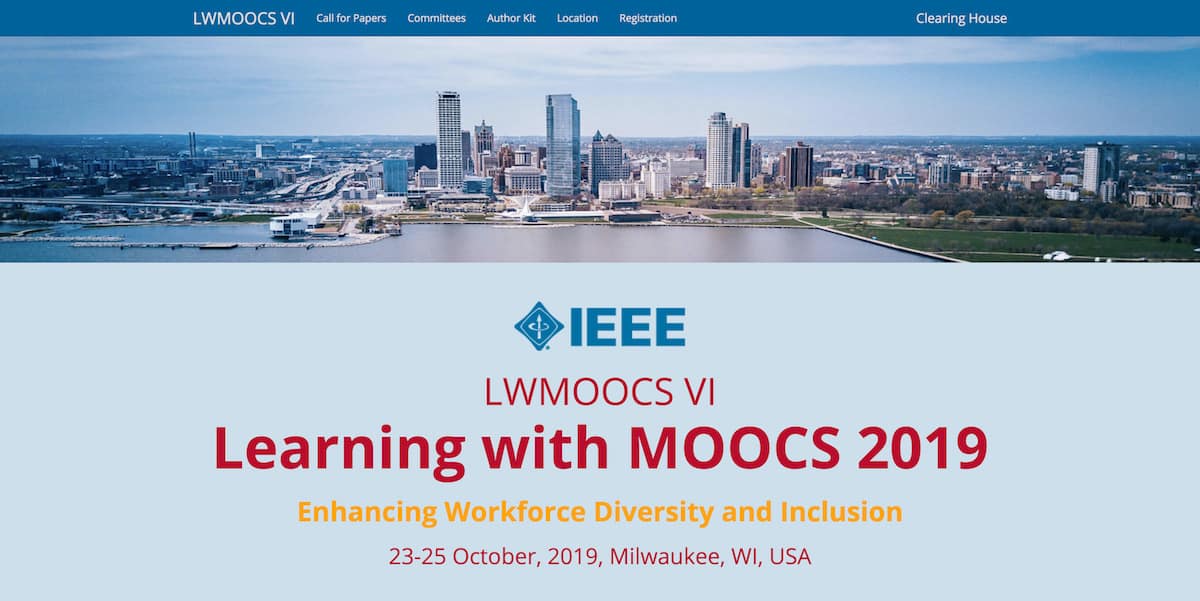 LWMOOCS VI Call for Papers Committees Author Kit Location Registration Clearing House
IEEE
LWMOOCS VI
Learning with MOOCS 2019
Enhancing Workforce Diversity and Inclusion
23-25 October, 2019, Milwaukee, WI, USA